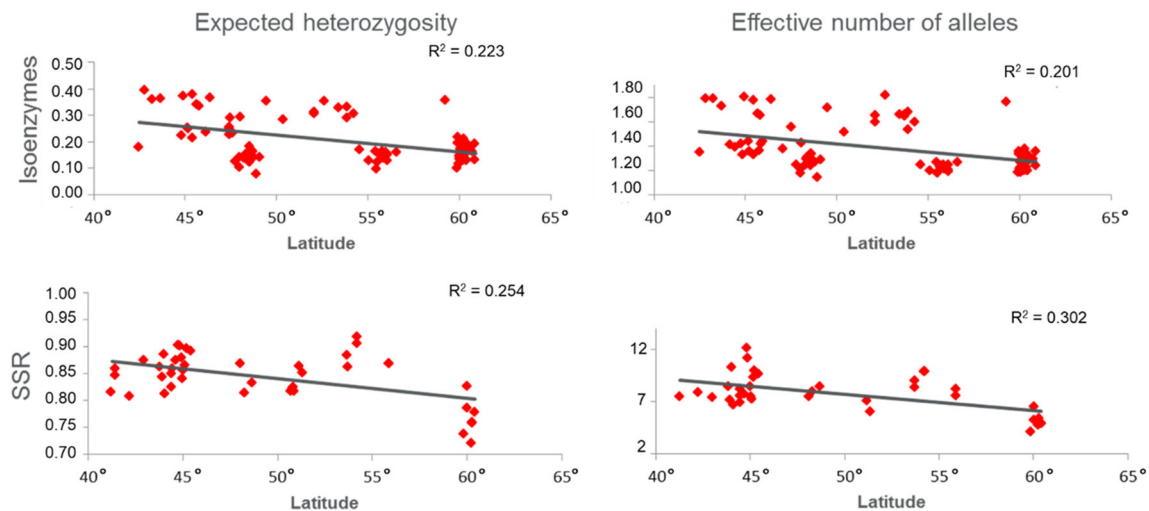 Expected heterozygosity
Effective number of alleles
Isoenzymes
R² = 0.223
0.50
0.40
0.30
0.20
0.10
0.00
40° 45° 50° 55° 60° 65°
Latitude
R² = 0.201
1.80
1.60
1.40
1.20
1.00
40° 45° 50° 55° 60° 65°
Latitude
SSR
R² = 0.254
1.00
0.95
0.90
0.85
0.80
0.75
0.70
40° 45° 50° 55° 60° 65°
Latitude
R² = 0.302
12
7
2
40° 45° 50° 55° 60° 65°
Latitude